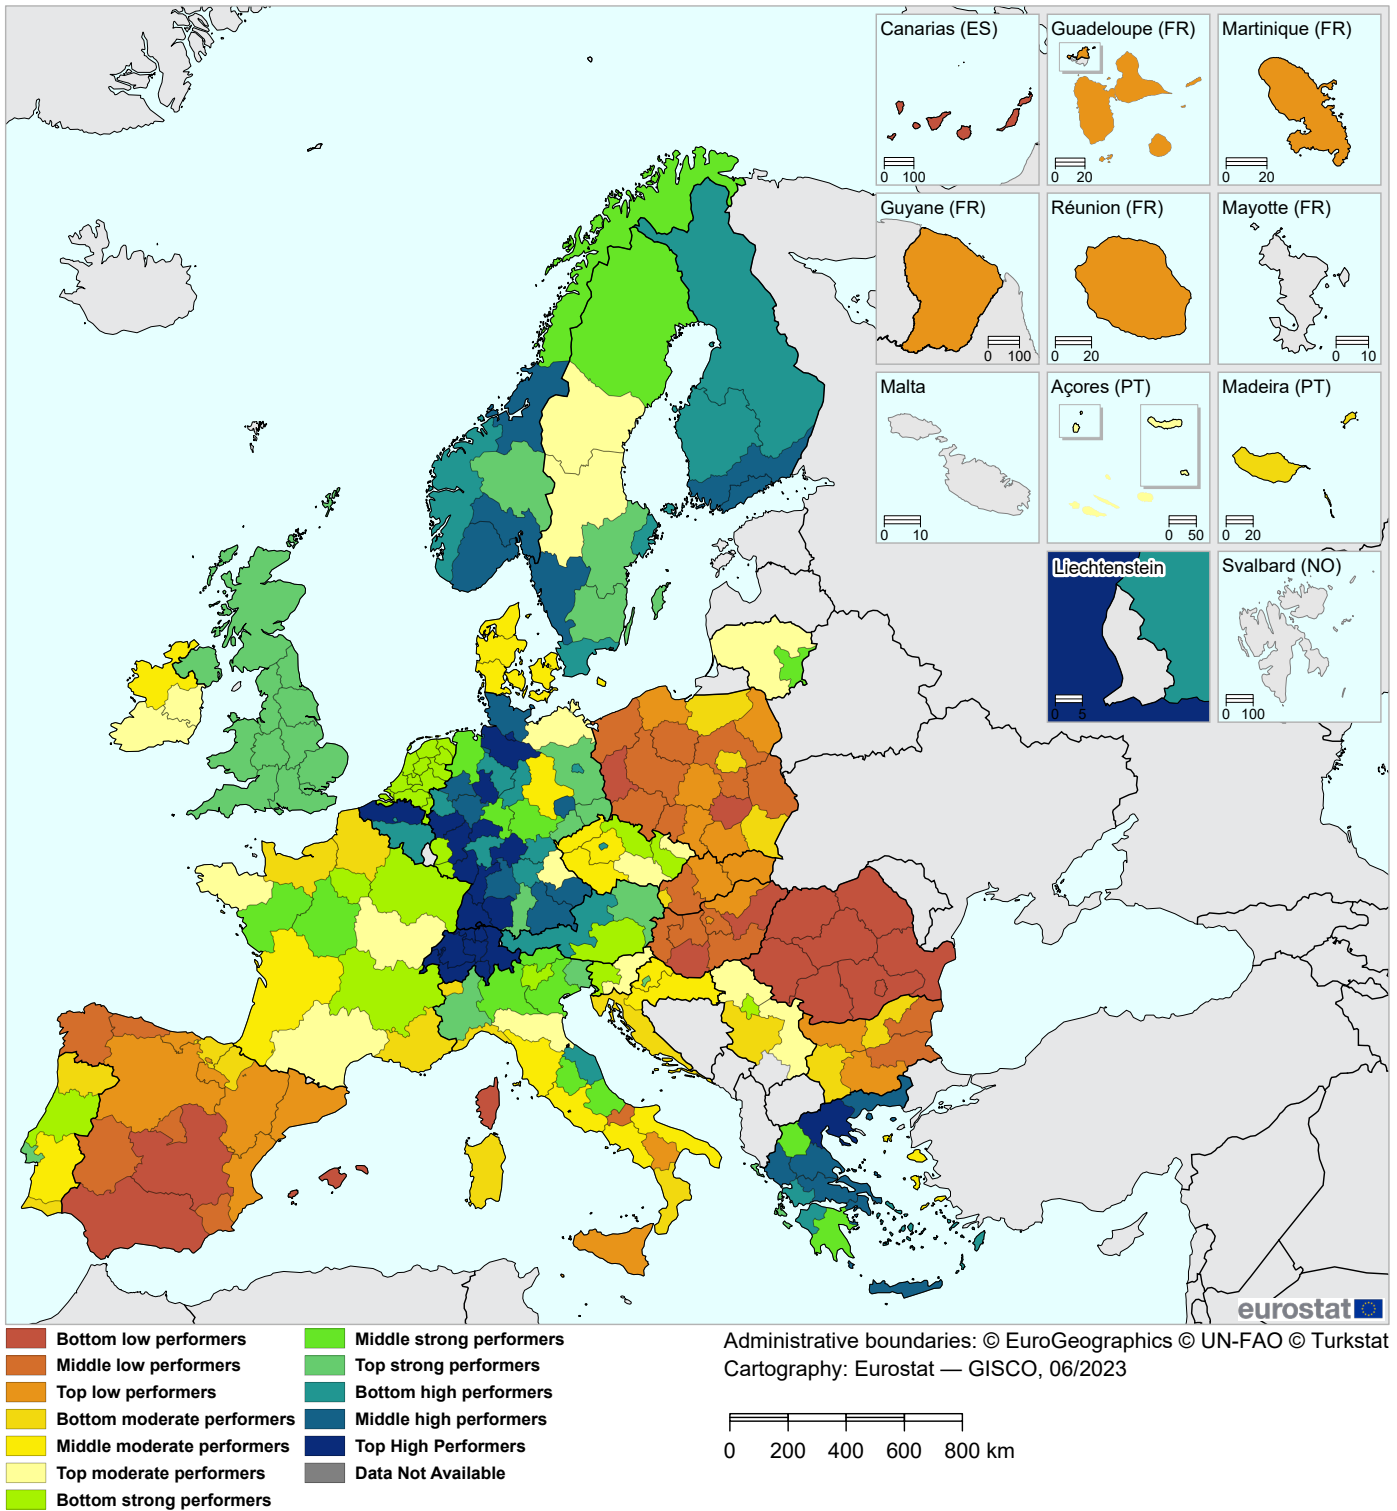 Canarias (ES)
0 100
Guadeloupe (FR)
0 20
Martinique (FR)
0 20
Guyane (FR)
0 100
Réunion (FR)
0 20
Mayotte (FR)
0 10
Malta
0 10
Açores (PT)
0 50
Madeira (PT)
0 20
Liechtenstein
0 5
Svalbard (NO)
0 100
eurostat
Bottom low performers
Middle low performers
Top low performers
Bottom moderate performers
Middle moderate performers
Top moderate performers
Bottom strong performers
Middle strong performers
Top strong performers
Bottom high performers
Middle high performers
Top High Performers
Data Not Available
Administrative boundaries: © EuroGeographics © UN-FAO © Turkstat
Cartography: Eurostat — GISCO, 06/2023
0 200 400 600 800 km